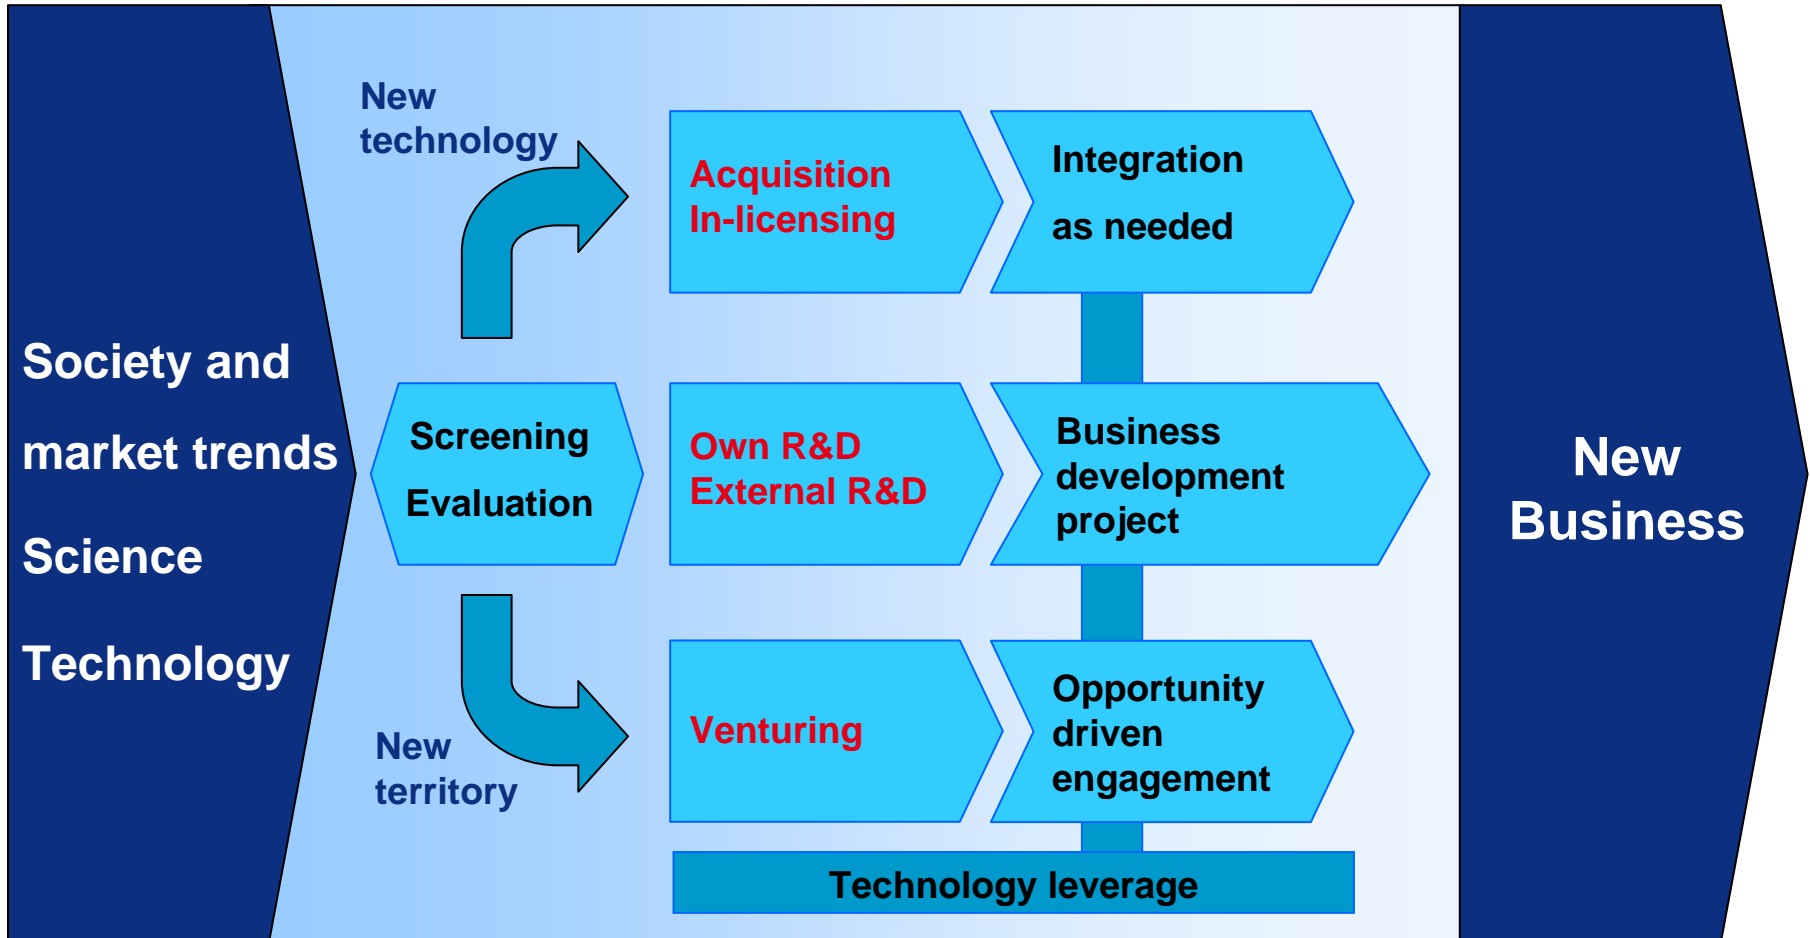 Society and
market trends
Science
Technology
New
technology
Screening
Evaluation
New
territory
Acquisition
In-licensing
Integration
as needed
Own R&D
External R&D
Business
development
project
Venturing
Opportunity
driven
engagement
Technology leverage
New
Business